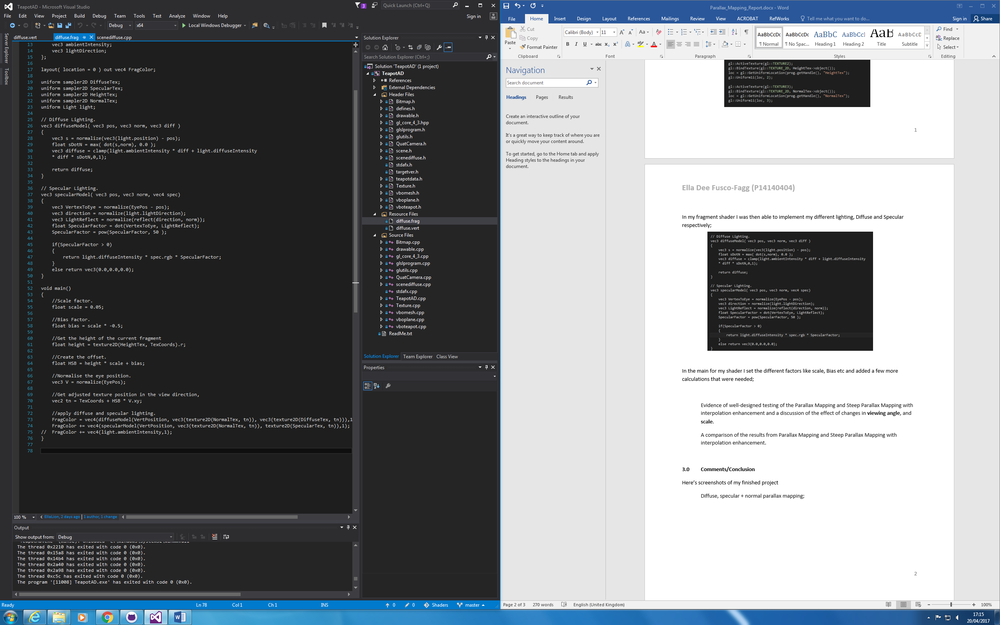 TeapotAD - Microsoft Visual Studio
3
Quick Launch (Ctrl+Q)
File Edit View Project Build Debug Team Tools Test Analyze Window Help
Sign in
Debug x64 Local Windows Debugger
Server Explorer
Toolbox
diffuse.vert diffuse.frag scenediffuse.cpp
13 vec3 ambientIntensity;
14 vec3 lightDirection;
15 };
16
17 layout( location = 0 ) out vec4 FragColor;
18
19 uniform sampler2D DiffuseTex;
20 uniform sampler2D SpecularTex;
21 uniform sampler2D HeightTex;
22 uniform sampler2D NormalTex;
23 uniform Light light;
24
25 // Diffuse Lighting.
26 vec3 diffuseModel( vec3 pos, vec3 norm, vec3 diff )
27 {
28 vec3 s = normalize(vec3(light.position) - pos);
29 float sDotN = max( dot(s,norm), 0.0 );
30 vec3 diffuse = clamp(light.ambientIntensity * diff + light.diffuseIntensity
31 * diff * sDotN,0,1);
32
33 return diffuse;
34 }
35
36 // Specular Lighting.
37 vec3 specularModel( vec3 pos, vec3 norm, vec4 spec)
38 {
39 vec3 VertexToEye = normalize(EyePos - pos);
40 vec3 direction = normalize(light.lightDirection);
41 vec3 LightReflect = normalize(reflect(direction, norm));
42 float SpecularFactor = dot(VertexToEye, LightReflect);
43 SpecularFactor = pow(SpecularFactor, 50 );
44
45 if(SpecularFactor > 0)
46 {
47 return light.diffuseIntensity * spec.rgb * SpecularFactor;
48 }
49 else return vec3(0.0,0.0,0.0);
50 }
51
52 void main()
53 {
54 //Scale factor.
55 float scale = 0.05;
56
57 //Bias Factor.
58 float bias = scale * -0.5;
59
60 //Get the height of the current fragment
61 float height = texture2D(HeightTex, TexCoords).r;
62
63 //Create the offset.
64 float HSB = height * scale + bias;
65
66 //Normalise the eye position.
67 vec3 V = normalize(EyePos);
68
69 //Get adjusted texture position in the view direction,
70 vec2 tn = TexCoords + HSB * V.xy;
71
72 //apply diffuse and specular lighting.
73 FragColor = vec4(diffuseModel(VertPosition, vec3(texture2D(NormalTex, tn)), vec3(texture2D(DiffuseTex, tn))),1
74 FragColor += vec4(specularModel(VertPosition, vec3(texture2D(NormalTex, tn)), texture2D(SpecularTex, tn)),1);
75 // FragColor += vec4(light.ambientIntensity,1);
76 }
77
78
100 % EllaLion, 2 days ago | 1 author, 1 change
Output
Show output from: Debug
The thread 0x2210 has exited with code 0 (0x0).
The thread 0x15a8 has exited with code 0 (0x0).
The thread 0x14b4 has exited with code 0 (0x0).
The thread 0x2a40 has exited with code 0 (0x0).
The thread 0x2a98 has exited with code 0 (0x0).
The thread 0xc5c has exited with code 0 (0x0).
The program '[11008] TeapotAD.exe' has exited with code 0 (0x0).
Ready Ln 78 Col 1 Ch 1 INS 0 0 Shaders master
Solution Explorer
Search Solution Explorer (Ctrl+;)
Solution 'TeapotAD' (1 project)
TeapotAD
References
External Dependencies
Header Files
Bitmap.h
defines.h
drawable.h
gl_core_4_3.hpp
glslprogram.h
glutils.h
QuatCamera.h
scene.h
scenediffuse.h
stdafx.h
targetver.h
teapotdata.h
Texture.h
vbomesh.h
vboplane.h
vboteapot.h
Resource Files
diffuse.frag
diffuse.vert
Source Files
Bitmap.cpp
drawable.cpp
gl_core_4_3.cpp
glslprogram.cpp
glutils.cpp
QuatCamera.cpp
scenediffuse.cpp
stdafx.cpp
TeapotAD.cpp
Texture.cpp
vbomesh.cpp
vboplane.cpp
vboteapot.cpp
ReadMe.txt
Solution Explorer Team Explorer Class View
Properties
Parallax_Mapping_Report.docx - Word
File Home Insert Design Layout References Mailings Review View ACROBAT RefWorks Tell me what you want to do... Sign in Share
Paste
Cut
Copy
Format Painter
Calibri (Body) 11
AaBbCcDc AaBbCcDc AaBbC AaBbCcI AaB AaBbCcD
¶ Normal ¶ No Spac... Heading 1 Heading 2 Title Subtitle
Find
Replace
Select
Clipboard Font Paragraph Styles Editing
Navigation
Search document
Headings Pages Results
Create an interactive outline of your
document.
It's a great way to keep track of where you are
or quickly move your content around.
To get started, go to the Home tab and apply
Heading styles to the headings in your
document.
gl::ActiveTexture(gl::TEXTURE2);
gl::BindTexture(gl::TEXTURE_2D, HeightTex->object());
loc = gl::GetUniformLocation(prog.getHandle(), "HeightTex");
gl::Uniform1i(loc, 2);
gl::ActiveTexture(gl::TEXTURE3);
gl::BindTexture(gl::TEXTURE_2D, NormalTex->object());
loc = gl::GetUniformLocation(prog.getHandle(), "NormalTex");
gl::Uniform1i(loc, 3);
1
Ella Dee Fusco-Fagg (P14140404)
In my fragment shader I was then able to implement my different lighting, Diffuse and Specular
respectively;
// Diffuse Lighting.
vec3 diffuseModel( vec3 pos, vec3 norm, vec3 diff )
{
vec3 s = normalize(vec3(light.position) - pos);
float sDotN = max( dot(s,norm), 0.0 );
vec3 diffuse = clamp(light.ambientIntensity * diff + light.diffuseIntensity
* diff * sDotN,0,1);
return diffuse;
}
// Specular Lighting.
vec3 specularModel( vec3 pos, vec3 norm, vec4 spec)
{
vec3 VertexToEye = normalize(EyePos - pos);
vec3 direction = normalize(light.lightDirection);
vec3 LightReflect = normalize(reflect(direction, norm));
float SpecularFactor = dot(VertexToEye, LightReflect);
SpecularFactor = pow(SpecularFactor, 50 );
if(SpecularFactor > 0)
{
return light.diffuseIntensity * spec.rgb * SpecularFactor;
}
else return vec3(0.0,0.0,0.0);
}
In the main for my shader I set the different factors like scale, Bias etc and added a few more
calculations that were needed;
Evidence of well-designed testing of the Parallax Mapping and Steep Parallax Mapping with
interpolation enhancement and a discussion of the effect of changes in viewing angle, and
scale.
A comparison of the results from Parallax Mapping and Steep Parallax Mapping with
interpolation enhancement.
3.0 Comments/Conclusion
Here's screenshots of my finished project
Diffuse, specular + normal parallax mapping;
2
Page 2 of 3 270 words English (United Kingdom) 100%
17:15
20/04/2017